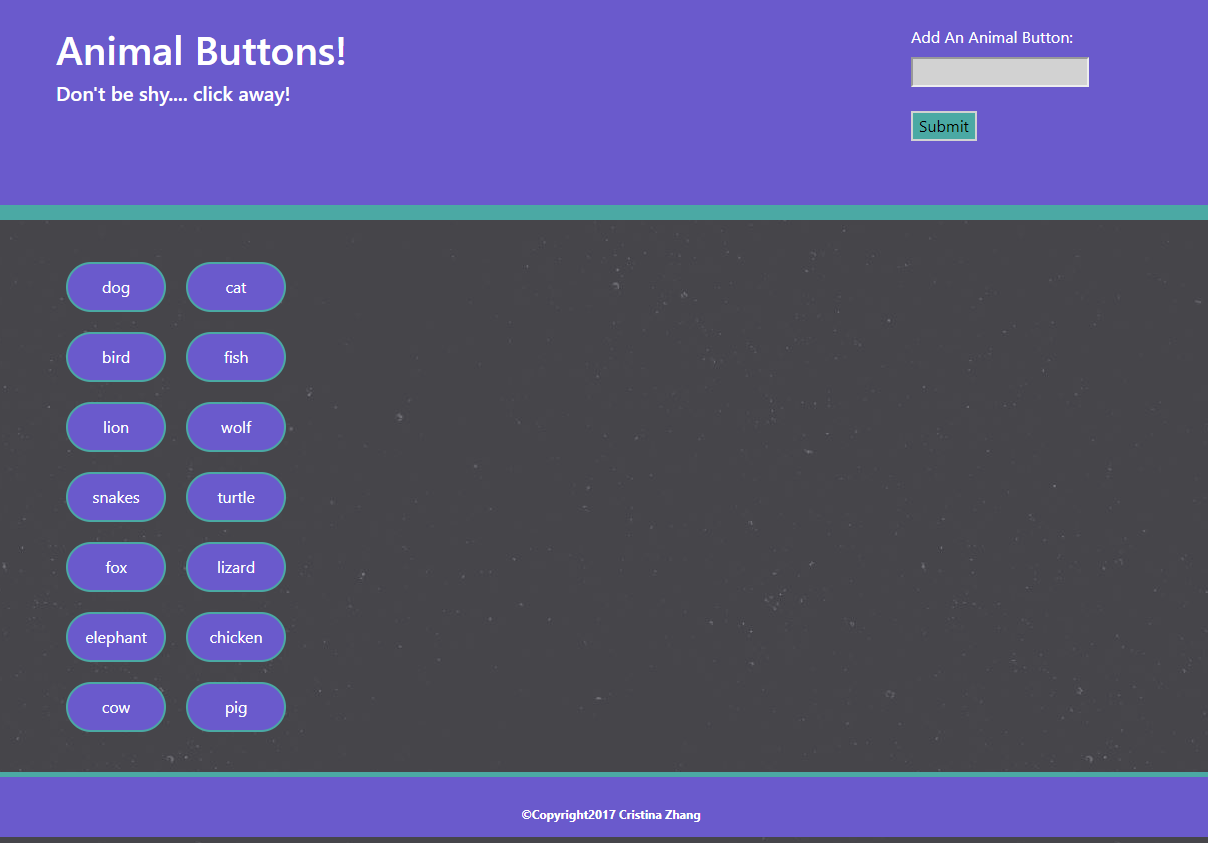 Animal Buttons!
Don't be shy.... click away!
Add An Animal Button:
Submit
dog
cat
bird
fish
lion
wolf
snakes
turtle
fox
lizard
elephant
chicken
cow
pig
©Copyright2017 Cristina Zhang